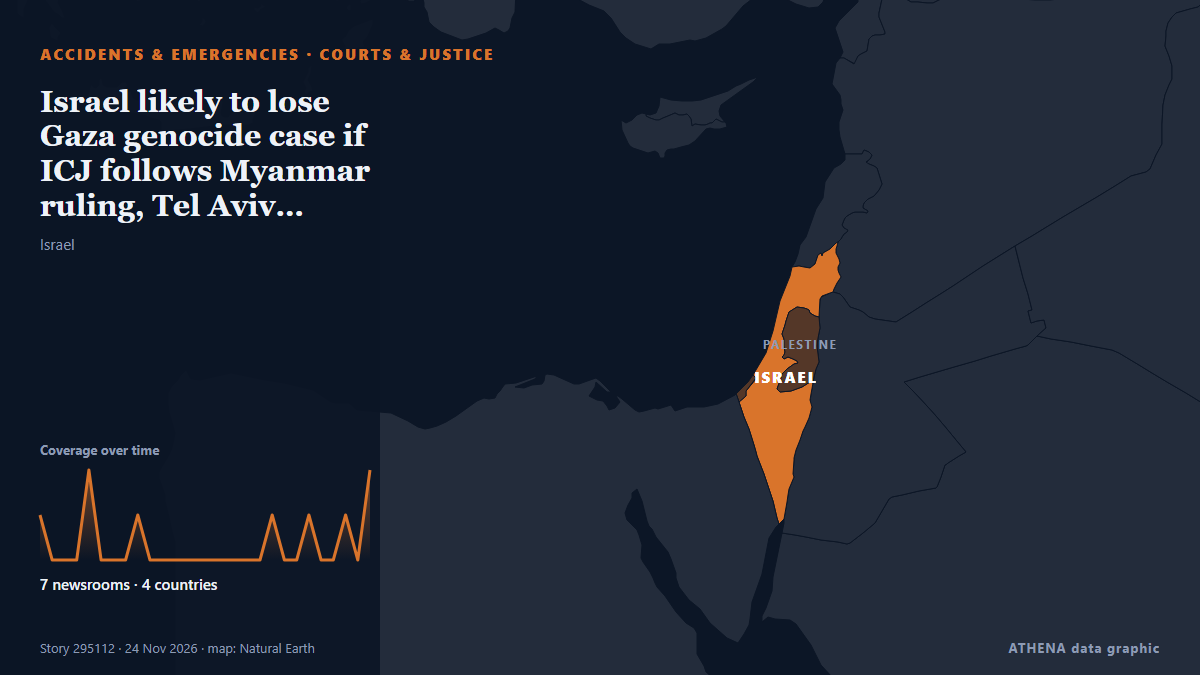 ACCIDENTS & EMERGENCIES · COURTS & JUSTICE
Israel likely to lose
Gaza genocide case if
ICJ follows Myanmar
ruling, Tel Aviv...
Israel
PALESTINE
ISRAEL
Coverage over time
7 newsrooms · 4 countries
Story 295112 · 24 Nov 2026 · map: Natural Earth
ATHENA data graphic